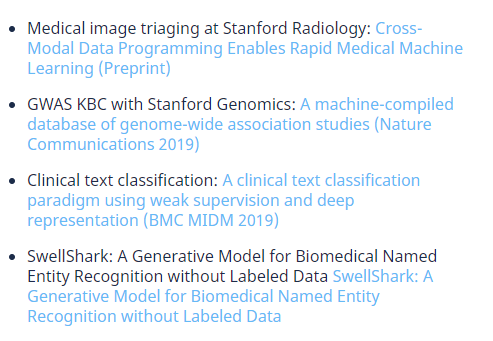 Medical image triaging at Stanford Radiology: Cross-
Modal Data Programming Enables Rapid Medical Machine
Learning (Preprint)
GWAS KBC with Stanford Genomics: A machine-compiled
database of genome-wide association studies (Nature
Communications 2019)
Clinical text classification: A clinical text classification
paradigm using weak supervision and deep
representation (BMC MIDM 2019)
SwellShark: A Generative Model for Biomedical Named
Entity Recognition without Labeled Data SwellShark: A
Generative Model for Biomedical Named Entity
Recognition without Labeled Data